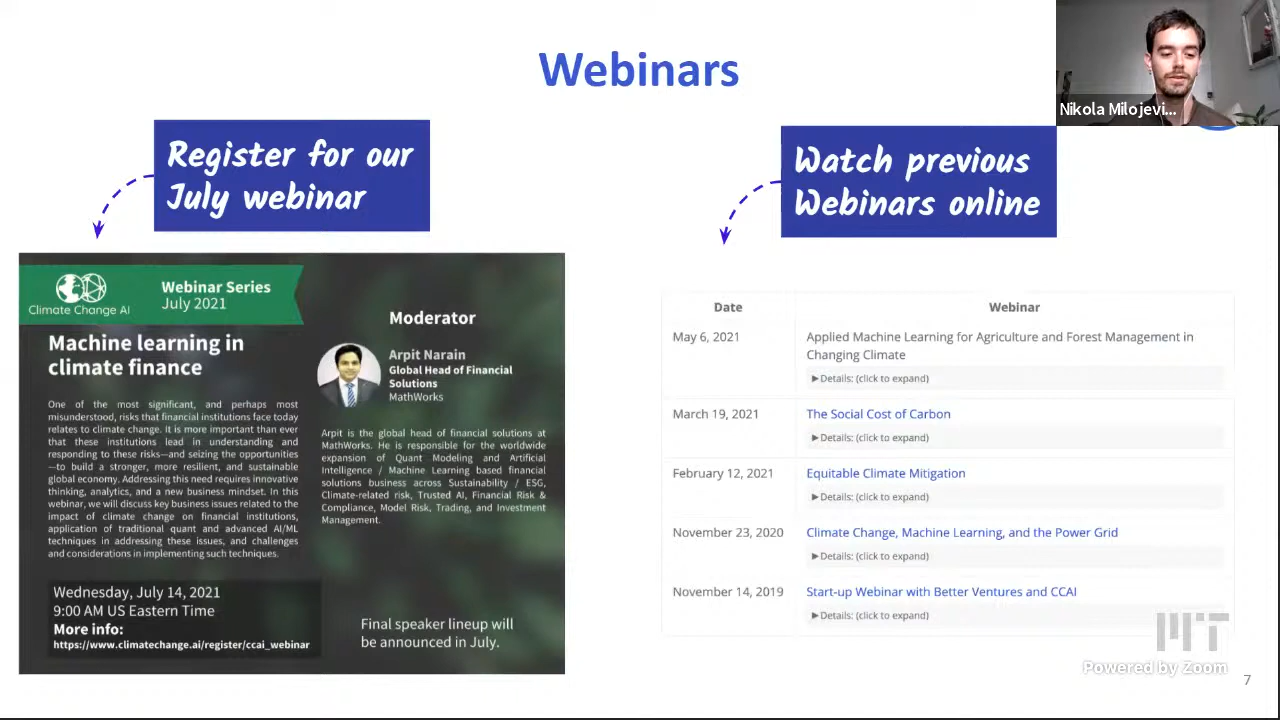 Webinars
Nikola Milojevi...
Register for our
July webinar
Watch previous
Webinars online
Climate Change AI
Webinar Series
July 2021
Machine learning in
climate finance
One of the most significant, and perhaps most
misunderstood, risks that financial institutions face today
relates to climate change. It is more important than ever
that these institutions lead in understanding and
responding to these risks—and seizing the opportunities
—to build a stronger, more resilient, and sustainable
global economy. Addressing this need requires innovative
thinking, analytics, and a new business mindset. In this
webinar, we will discuss key business issues related to the
impact of climate change on financial institutions,
application of traditional quant and advanced AI/ML
techniques in addressing these issues, and challenges
and considerations in implementing such techniques.
Wednesday, July 14, 2021
9:00 AM US Eastern Time
More info:
https://www.climatechange.ai/register/ccai_webinar
Moderator
Arpit Narain
Global Head of Financial
Solutions
MathWorks
Arpit is the global head of financial solutions at
MathWorks. He is responsible for the worldwide
expansion of Quant Modeling and Artificial
Intelligence / Machine Learning based financial
solutions business across Sustainability / ESG,
Climate-related risk, Trusted AI, Financial Risk &
Compliance, Model Risk, Trading, and Investment
Management.
Final speaker lineup will
be announced in July.
Date Webinar
May 6, 2021 Applied Machine Learning for Agriculture and Forest Management in
Changing Climate
►Details: (click to expand)
March 19, 2021 The Social Cost of Carbon
►Details: (click to expand)
February 12, 2021 Equitable Climate Mitigation
►Details: (click to expand)
November 23, 2020 Climate Change, Machine Learning, and the Power Grid
►Details: (click to expand)
November 14, 2019 Start-up Webinar with Better Ventures and CCAI
►Details: (click to expand)
MIT
Powered by Zoom
7